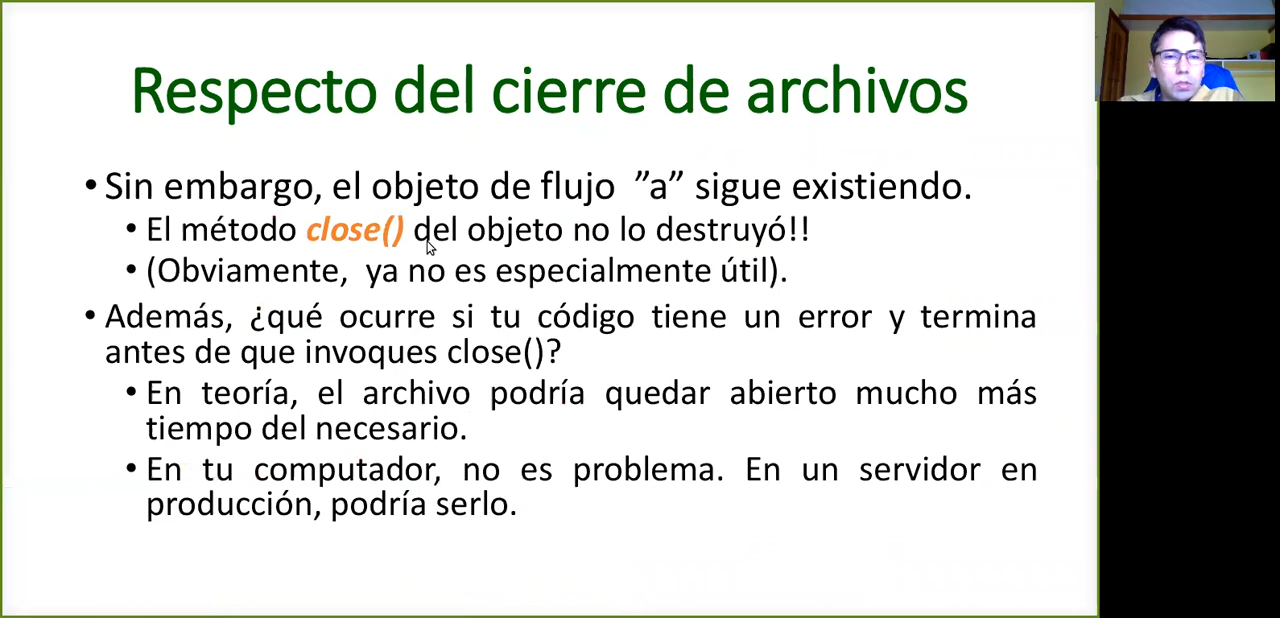 Respecto del cierre de archivos
• Sin embargo, el objeto de flujo ”a” sigue existiendo.
• El método close() del objeto no lo destruyó!!
• (Obviamente, ya no es especialmente útil).
• Además, ¿qué ocurre si tu código tiene un error y termina
antes de que invoques close()?
• En teoría, el archivo podría quedar abierto mucho más
tiempo del necesario.
• En tu computador, no es problema. En un servidor en
producción, podría serlo.